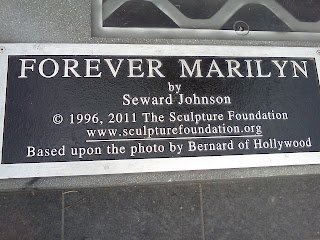 FOREVER MARILYN
by
Seward Johnson
© 1996, 2011 The Sculpture Foundation
www.sculpturefoundation.org
Based upon the photo by Bernard of Hollywood